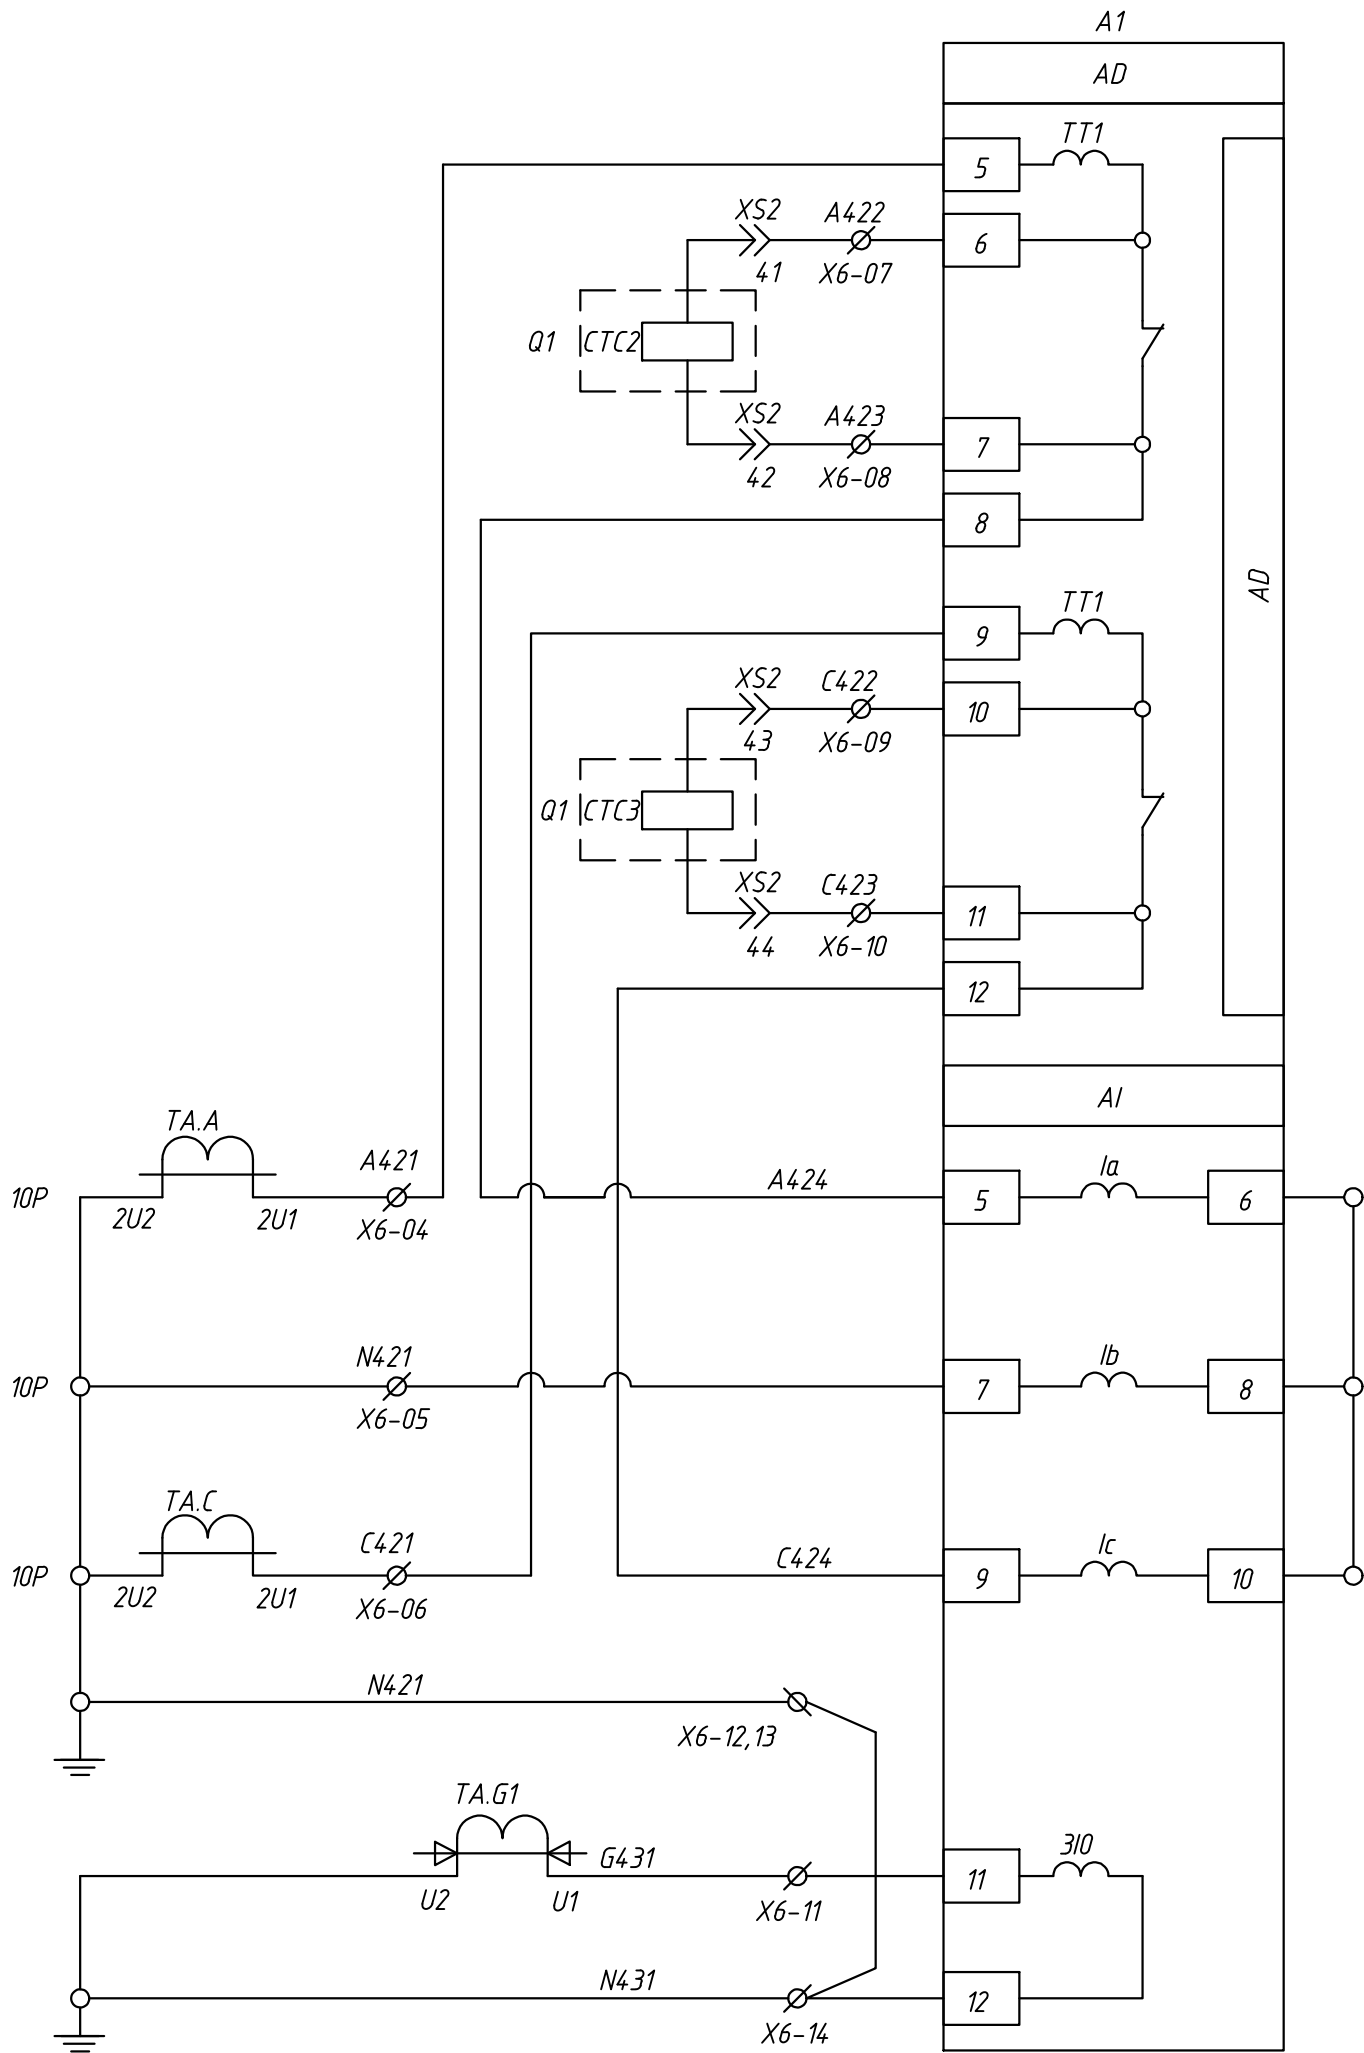 A1
AD
TT1
5
XS2 A422
6
41 X6-07
Q1 CTC2
XS2 A423
7
42 X6-08
8
AD
TT1
9
XS2 C422
10
43 X6-09
Q1 CTC3
XS2 C423
11
44 X6-10
12
AI
TA.A
A421
Ia
10P 2U2 2U1 X6-04 A424 5 6
N421 Ib
10P 7 8
X6-05
TA.C
C421 C424 Ic
10P 2U2 2U1 X6-06 9 10
N421
X6-12,13
TA.G1
G431 3I0
U2 U1 X6-11 11
N431
12
X6-14